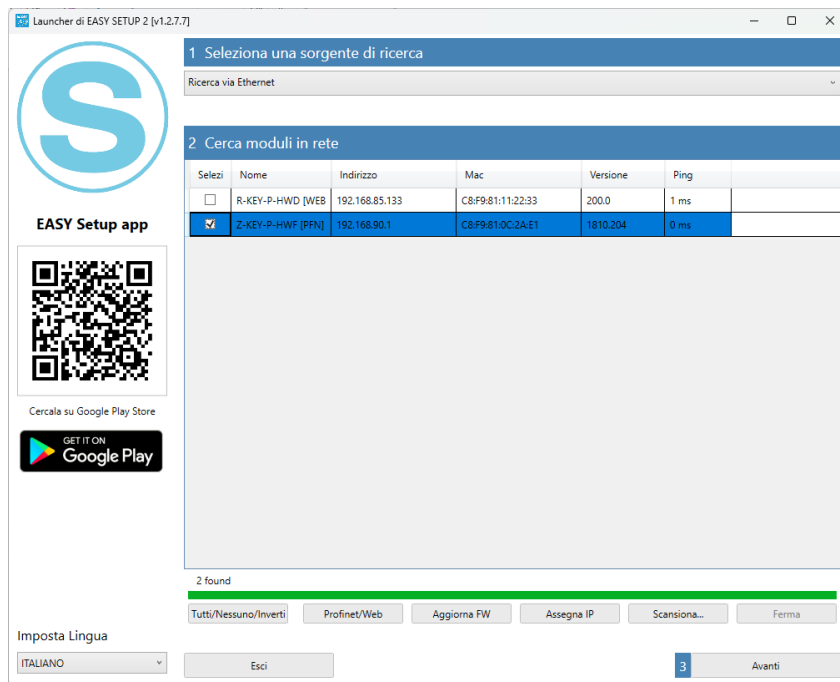 Launcher di EASY SETUP 2 [v1.2.7.7]
S
EASY Setup app
Cercala su Google Play Store
GET IT ON
Google Play
Imposta Lingua
ITALIANO
1 Seleziona una sorgente di ricerca
Ricerca via Ethernet
2 Cerca moduli in rete
Selezi Nome Indirizzo Mac Versione Ping
R-KEY-P-HWD [WEB 192.168.85.133 C8:F9:81:11:22:33 200.0 1 ms
Z-KEY-P-HWF [PFN] 192.168.90.1 C8:F9:81:0C:2A:E1 1810.204 0 ms
2 found
Tutti/Nessuno/Inverti Profinet/Web Aggiorna FW Assegna IP Scansiona... Ferma
Esci 3 Avanti